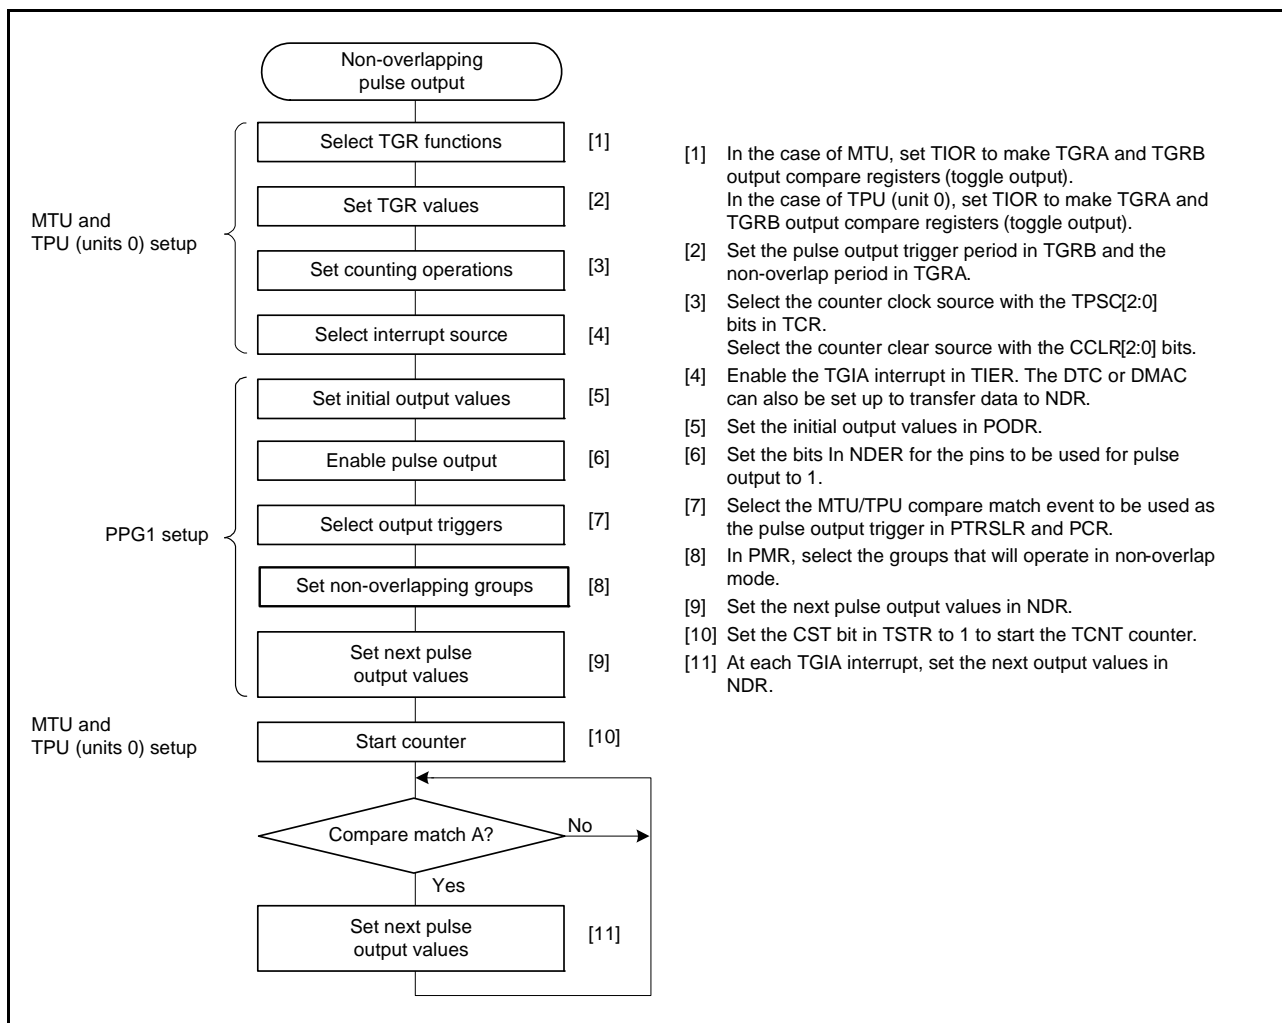 Non-overlapping
pulse output
MTU and
TPU (units 0) setup
Select TGR functions [1]
Set TGR values [2]
Set counting operations [3]
Select interrupt source [4]
PPG1 setup
Set initial output values [5]
Enable pulse output [6]
Select output triggers [7]
Set non-overlapping groups [8]
Set next pulse
output values [9]
MTU and
TPU (units 0) setup
Start counter [10]
Compare match A?
No
Yes
Set next pulse
output values [11]
[1] In the case of MTU, set TIOR to make TGRA and TGRB
output compare registers (toggle output).
In the case of TPU (unit 0), set TIOR to make TGRA and
TGRB output compare registers (toggle output).
[2] Set the pulse output trigger period in TGRB and the
non-overlap period in TGRA.
[3] Select the counter clock source with the TPSC[2:0]
bits in TCR.
Select the counter clear source with the CCLR[2:0] bits.
[4] Enable the TGIA interrupt in TIER. The DTC or DMAC
can also be set up to transfer data to NDR.
[5] Set the initial output values in PODR.
[6] Set the bits In NDER for the pins to be used for pulse
output to 1.
[7] Select the MTU/TPU compare match event to be used as
the pulse output trigger in PTRSLR and PCR.
[8] In PMR, select the groups that will operate in non-overlap
mode.
[9] Set the next pulse output values in NDR.
[10] Set the CST bit in TSTR to 1 to start the TCNT counter.
[11] At each TGIA interrupt, set the next output values in
NDR.